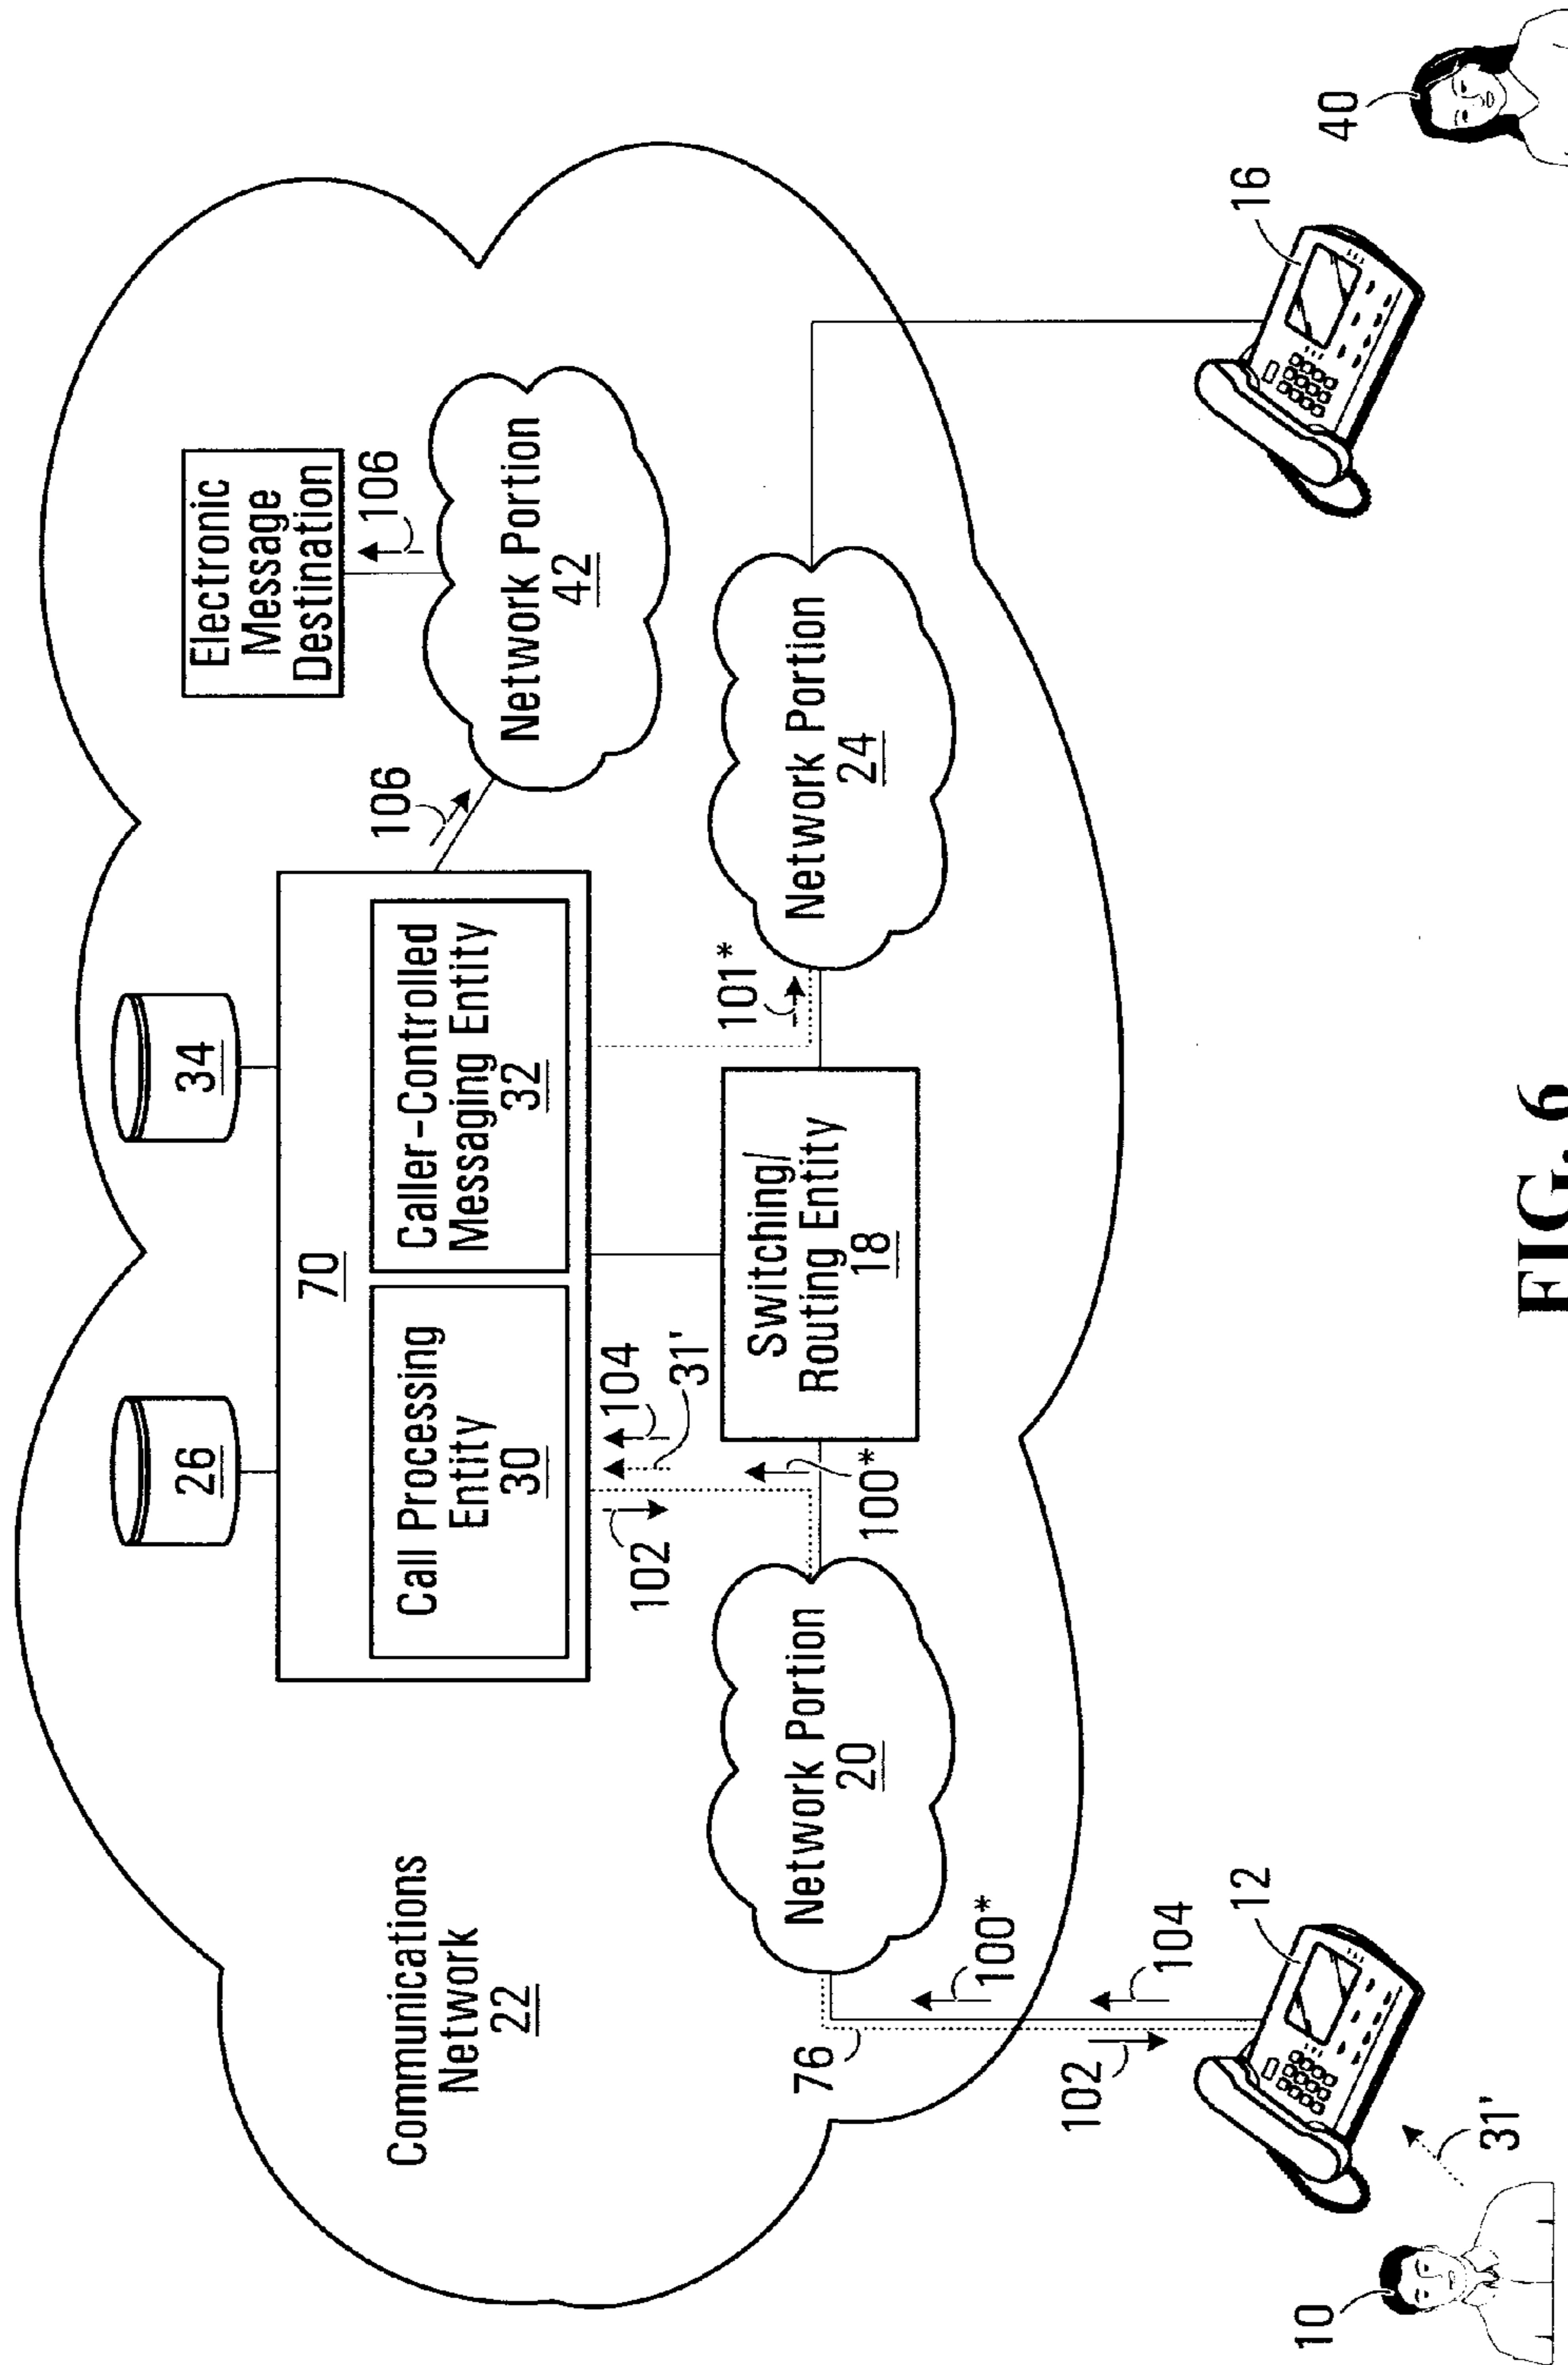 Communications
Network
22
26
34
70
Call Processing
Entity
30
Caller-Controlled
Messaging Entity
32
Electronic
Message
Destination
106
106
Network Portion
42
102
104
31'
100*
101*
Network Portion
20
Switching/
Routing Entity
18
Network Portion
24
76
100*
102
104
12
16
10
31'
40
FIG. 6